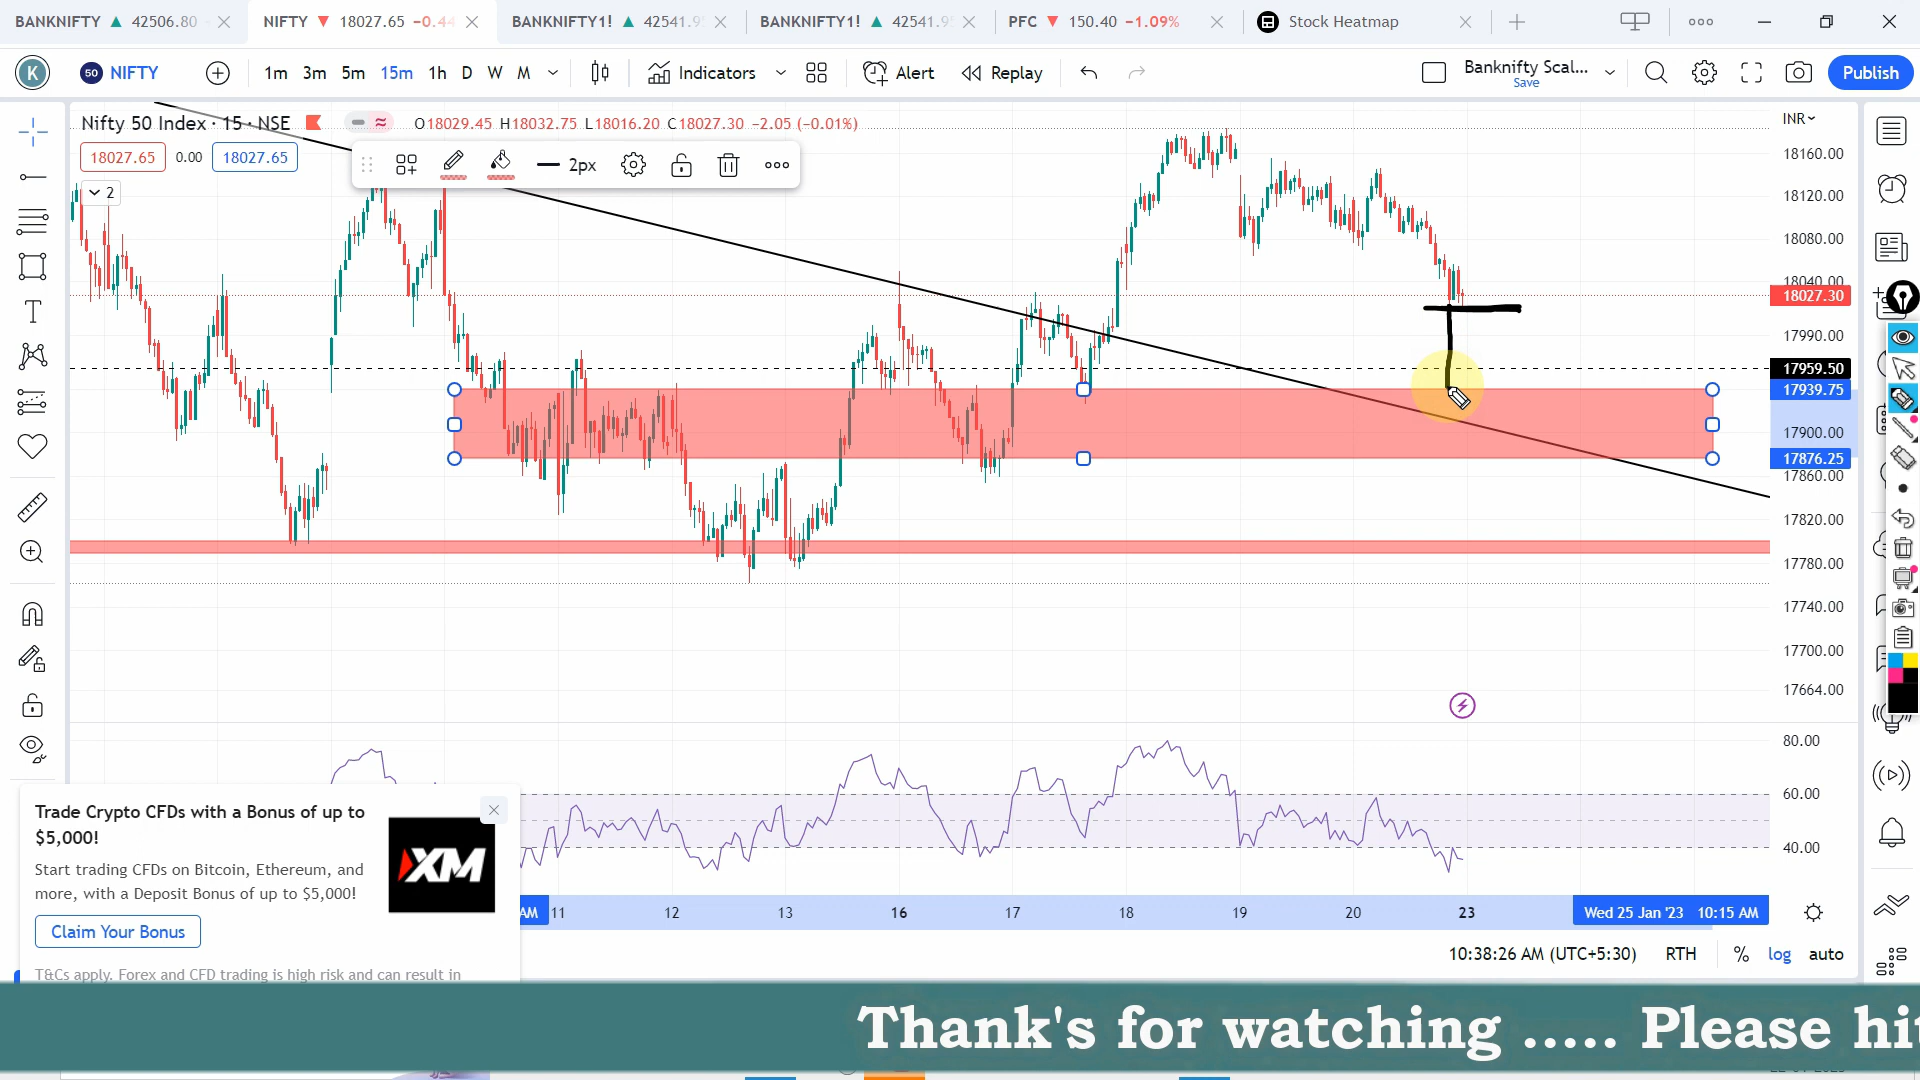 BANKNIFTY ▲ 42506.80
NIFTY ▼ 18027.65 −0.44
BANKNIFTY1! ▲ 42541.9
BANKNIFTY1! ▲ 42541.9
PFC ▼ 150.40 −1.09%
Stock Heatmap
K
50 NIFTY
1m 3m 5m 15m 1h D W M
Indicators
Alert
Replay
Banknifty Scal...
Save
Publish
Nifty 50 Index · 15 · NSE
O18029.45 H18032.75 L18016.20 C18027.30 −2.05 (−0.01%)
INR
18027.65 0.00 18027.65
2px
2
18160.00
18120.00
18080.00
18040.00
18027.30
17990.00
17959.50
17939.75
17900.00
17876.25
17860.00
17820.00
17780.00
17740.00
17700.00
17664.00
80.00
60.00
40.00
Trade Crypto CFDs with a Bonus of up to
$5,000!
Start trading CFDs on Bitcoin, Ethereum, and
more, with a Deposit Bonus of up to $5,000!
XM
Claim Your Bonus
T&Cs apply. Forex and CFD trading is high risk and can result in
AM 11 12 13 16 17 18 19 20 23 Wed 25 Jan '23 10:15 AM
10:38:26 AM (UTC+5:30) RTH % log auto
Thank's for watching ..... Please hi